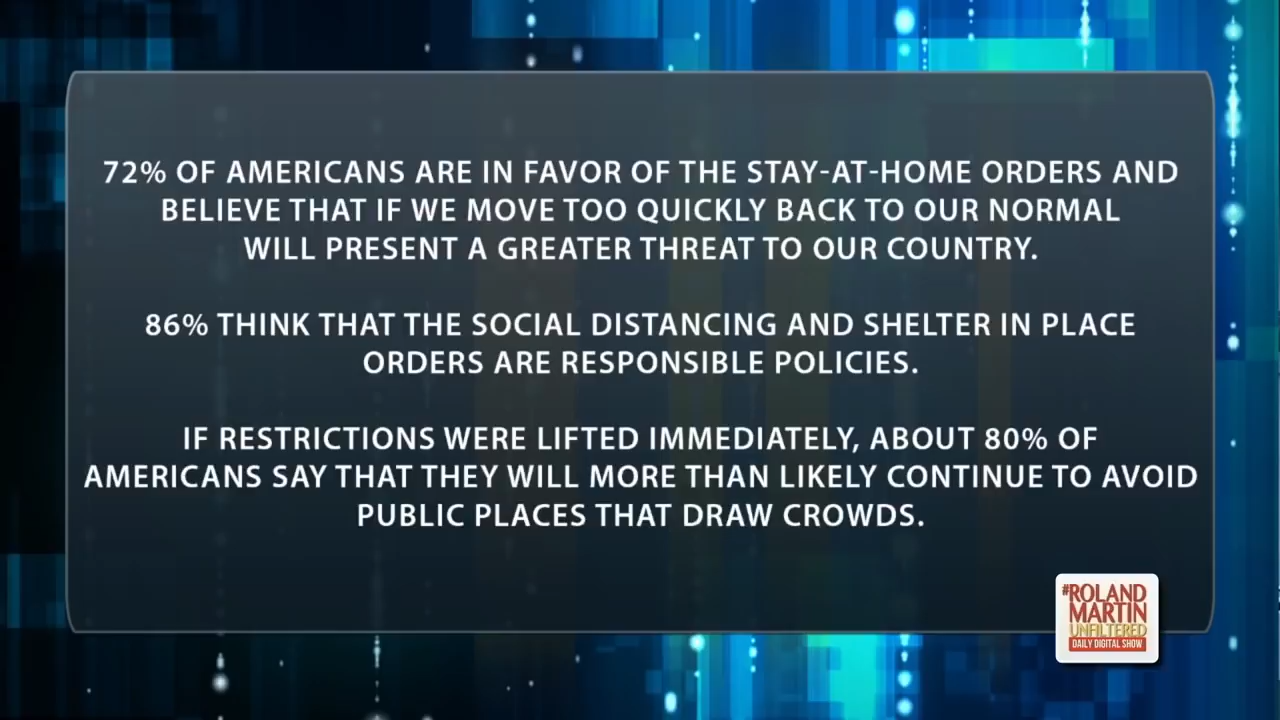 72% OF AMERICANS ARE IN FAVOR OF THE STAY-AT-HOME ORDERS AND
BELIEVE THAT IF WE MOVE TOO QUICKLY BACK TO OUR NORMAL
WILL PRESENT A GREATER THREAT TO OUR COUNTRY.
86% THINK THAT THE SOCIAL DISTANCING AND SHELTER IN PLACE
ORDERS ARE RESPONSIBLE POLICIES.
IF RESTRICTIONS WERE LIFTED IMMEDIATELY, ABOUT 80% OF
AMERICANS SAY THAT THEY WILL MORE THAN LIKELY CONTINUE TO AVOID
PUBLIC PLACES THAT DRAW CROWDS.
#ROLAND
MARTIN
UNFILTERED
DAILY DIGITAL SHOW